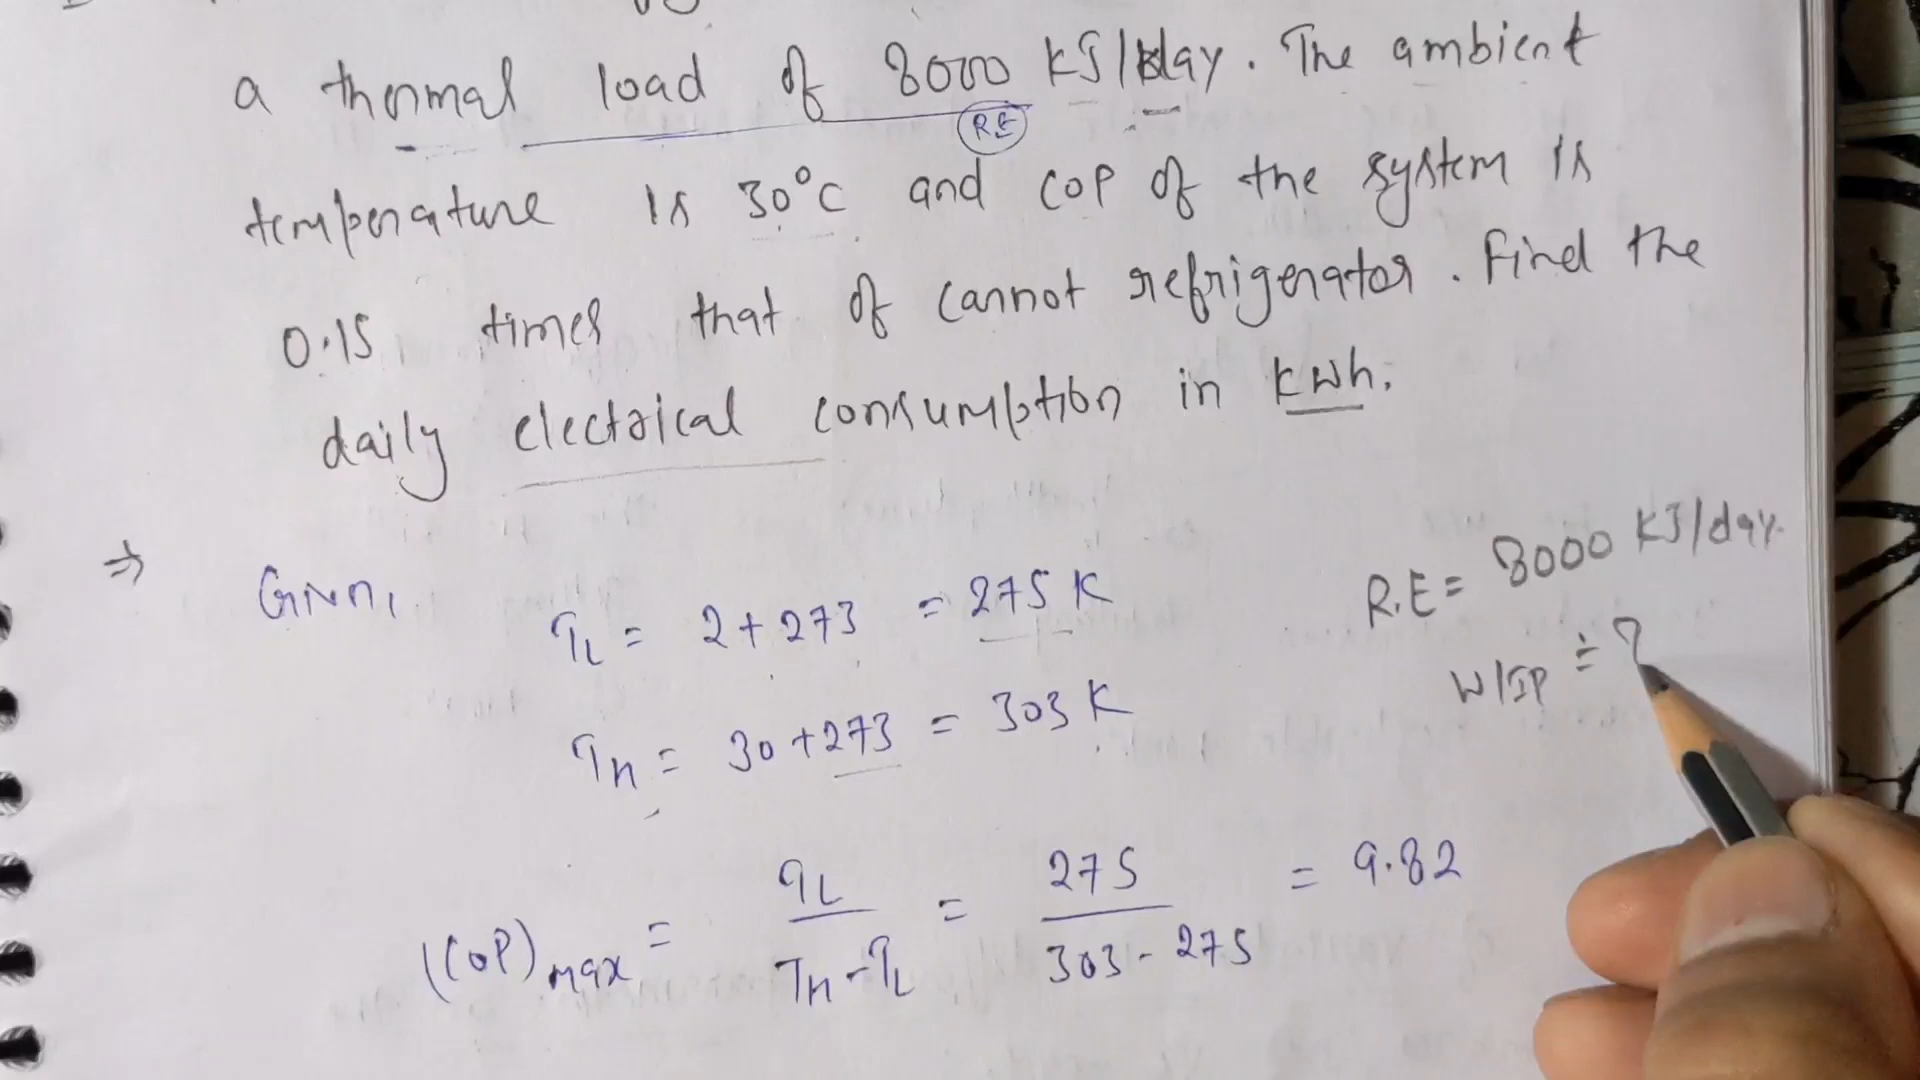 a thermal load of 8000 kJ/day. The ambient
RE
temperature is 30°C and COP of the system is
0.15 times that of cannot refrigerator. Find the
daily electrical consumption in kWh.
⇒ Given,
TL = 2+273 = 275 K
R.E = 8000 KJ/day.
W/IP = ?
TH = 30+273 = 303 K
(COP)max = TL / TH-TL = 275 / 303-275 = 9.82